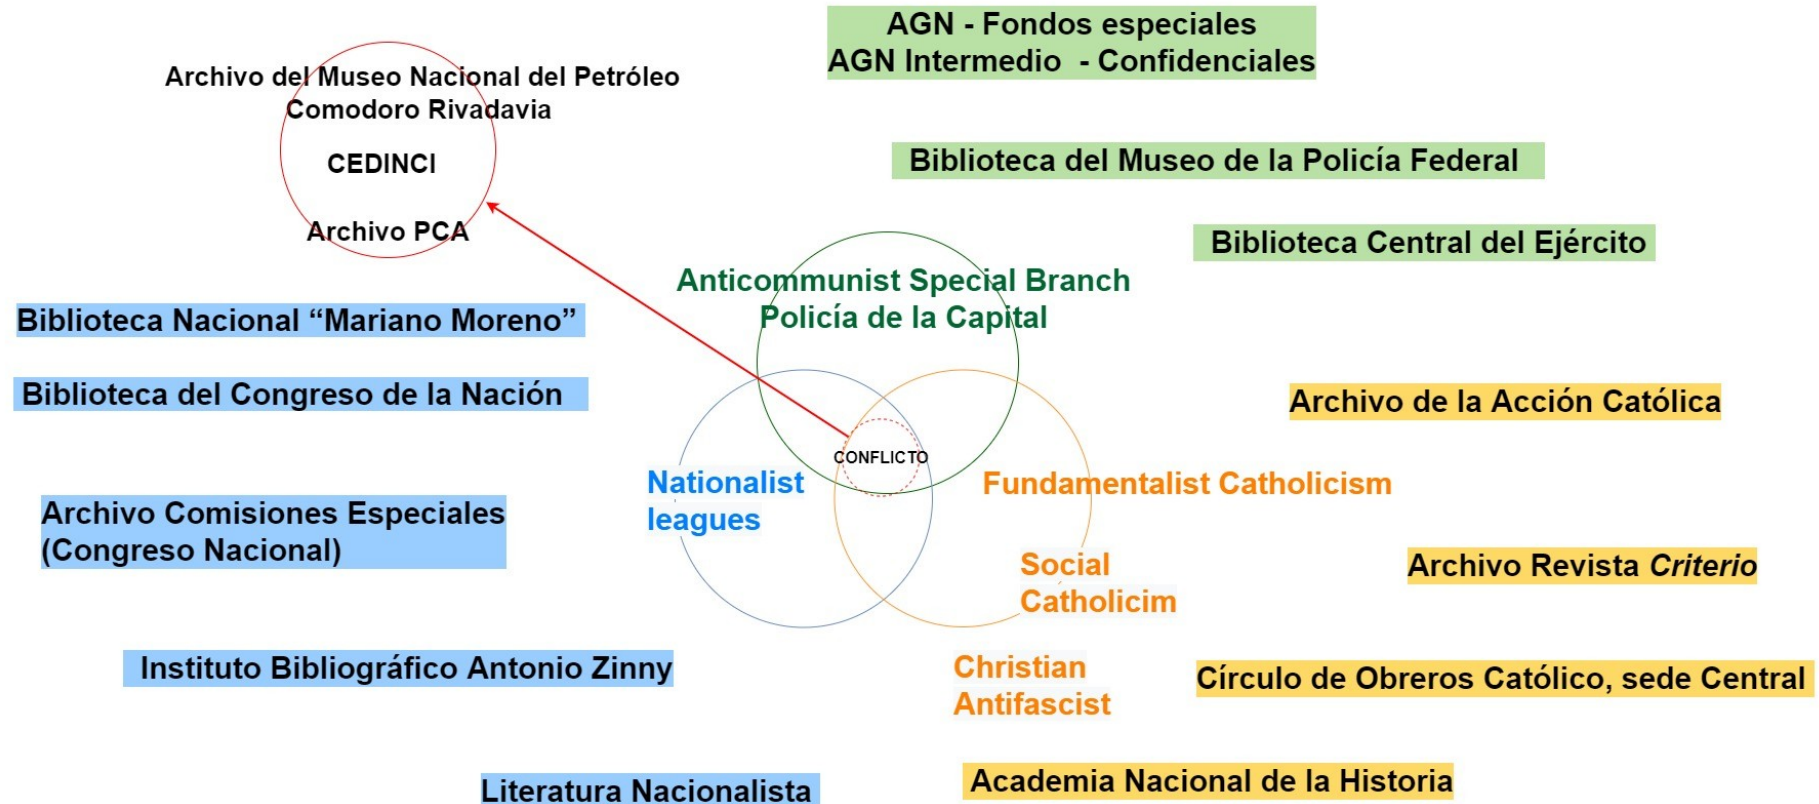 AGN - Fondos especiales
AGN Intermedio - Confidenciales
Archivo del Museo Nacional del Petróleo
Comodoro Rivadavia
CEDINCI
Archivo PCA
Biblioteca del Museo de la Policía Federal
Biblioteca Central del Ejército
Anticommunist Special Branch
Policía de la Capital
Biblioteca Nacional “Mariano Moreno”
Biblioteca del Congreso de la Nación
Archivo de la Acción Católica
CONFLICTO
Nationalist
leagues
Fundamentalist Catholicism
Archivo Comisiones Especiales
(Congreso Nacional)
Social
Catholicim
Archivo Revista Criterio
Instituto Bibliográfico Antonio Zinny
Christian
Antifascist
Círculo de Obreros Católico, sede Central
Literatura Nacionalista
Academia Nacional de la Historia